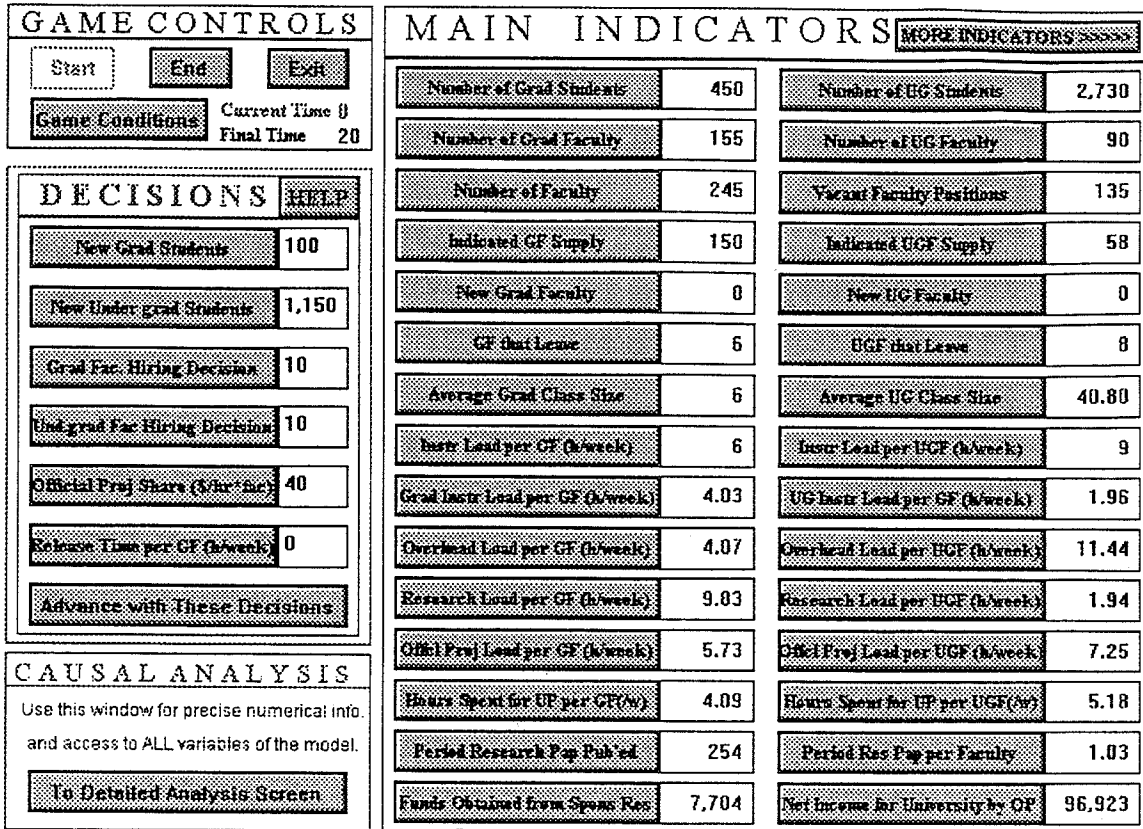 GAME CONTROLS
Start End Exit
Game Conditions
Current Time 0
Final Time 20
DECISIONS HELP
New Grad Students 100
New Under grad Students 1,150
Grad Fac. Hiring Decision 10
Und.grad Fac Hiring Decision 10
Official Proj Share ($/hr*fac) 40
Release Time per GF (h/week) 0
Advance with These Decisions
CAUSAL ANALYSIS
Use this window for precise numerical info.
and access to ALL variables of the model.
To Detailed Analysis Screen
MAIN INDICATORS MORE INDICATORS >>>>>
Number of Grad Students 450 Number of UG Students 2,730
Number of Grad Faculty 155 Number of UG Faculty 90
Number of Faculty 245 Vacant Faculty Positions 135
Indicated GF Supply 150 Indicated UGF Supply 58
New Grad Faculty 0 New UG Faculty 0
GF that Leave 6 UGF that Leave 8
Average Grad Class Size 6 Average UG Class Size 40.80
Instr Load per GF (h/week) 6 Instr Load per UGF (h/week) 9
Grad Instr Load per GF (h/week) 4.03 UG Instr Load per GF (h/week) 1.96
Overhead Load per GF (h/week) 4.07 Overhead Load per UGF (h/week) 11.44
Research Load per GF (h/week) 9.83 Research Load per UGF (h/week) 1.94
Offcl Proj Load per GF (h/week) 5.73 Offcl Proj Load per UGF (h/week) 7.25
Hours Spent for UP per GF(/w) 4.09 Hours Spent for UP per UGF(/w) 5.18
Period Research Pap Pub'ed 254 Period Res Pap per Faculty 1.03
Funds Obtained from Spons Res 7,704 Net Income for University by OP 96,923